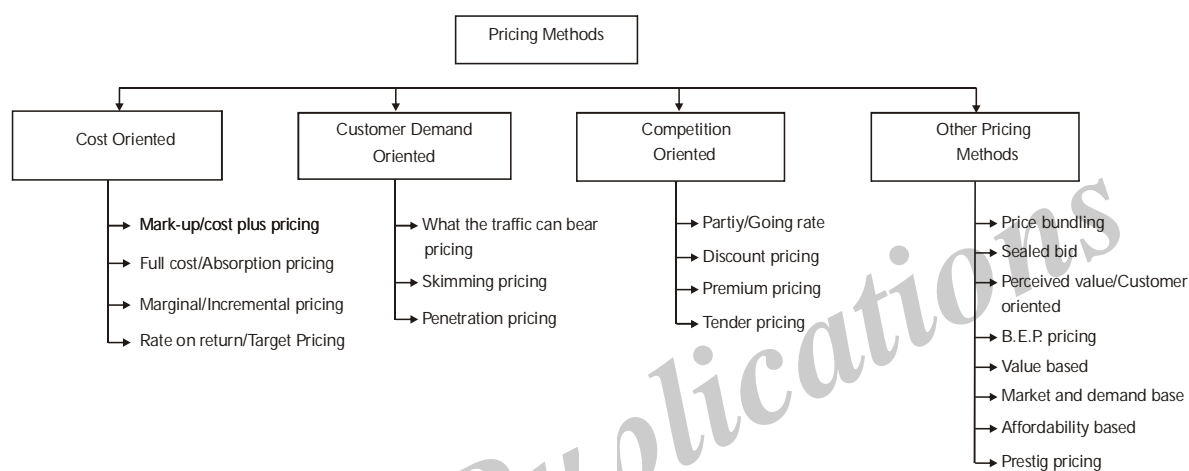 Pricing Methods
Cost Oriented
Customer Demand
Oriented
Competition
Oriented
Other Pricing
Methods
Mark-up/cost plus pricing
Full cost/Absorption pricing
Marginal/Incremental pricing
Rate on return/Target Pricing
What the traffic can bear
pricing
Skimming pricing
Penetration pricing
Partiy/Going rate
Discount pricing
Premium pricing
Tender pricing
Price bundling
Sealed bid
Perceived value/Customer
oriented
B.E.P. pricing
Value based
Market and demand base
Affordability based
Prestig pricing